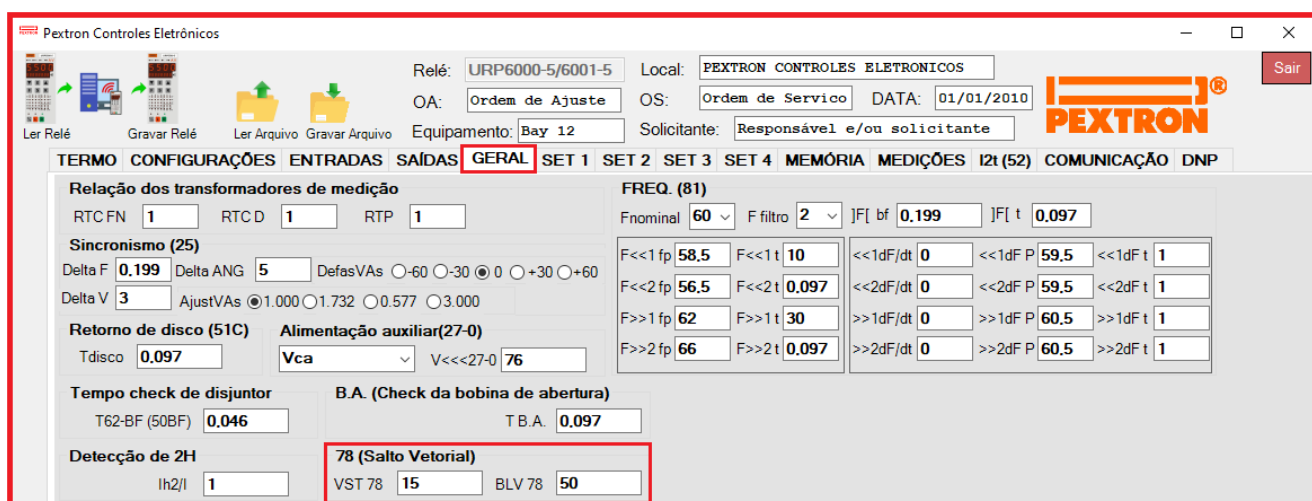 Pextron Controles Eletrônicos
Relé: URP6000-5/6001-5 Local: PEXTRON CONTROLES ELETRONICOS Sair
OA: Ordem de Ajuste OS: Ordem de Servico DATA: 01/01/2010
Ler Relé Gravar Relé Ler Arquivo Gravar Arquivo Equipamento: Bay 12 Solicitante: Responsável e/ou solicitante PEXTRON ®
TERMO CONFIGURAÇÕES ENTRADAS SAÍDAS GERAL SET 1 SET 2 SET 3 SET 4 MEMÓRIA MEDIÇÕES I2t (52) COMUNICAÇÃO DNP
Relação dos transformadores de medição
RTC FN 1 RTC D 1 RTP 1
Sincronismo (25)
Delta F 0.199 Delta ANG 5 DefasVAs -60 -30 0 +30 +60
Delta V 3 AjustVAs 1.000 1.732 0.577 3.000
Retorno de disco (51C) Alimentação auxiliar(27-0)
Tdisco 0.097 Vca V<<<27-0 76
Tempo check de disjuntor B.A. (Check da bobina de abertura)
T62-BF (50BF) 0.046 T B.A. 0.097
Detecção de 2H 78 (Salto Vetorial)
Ih2/I 1 VST 78 15 BLV 78 50
FREQ. (81)
Fnominal 60 F filtro 2 ]F[ bf 0.199 ]F[ t 0.097
F<<1 fp 58.5 F<<1 t 10 <<1dF/dt 0 <<1dF P 59.5 <<1dF t 1
F<<2 fp 56.5 F<<2 t 0.097 <<2dF/dt 0 <<2dF P 59.5 <<2dF t 1
F>>1 fp 62 F>>1 t 30 >>1dF/dt 0 >>1dF P 60.5 >>1dF t 1
F>>2 fp 66 F>>2 t 0.097 >>2dF/dt 0 >>2dF P 60.5 >>2dF t 1